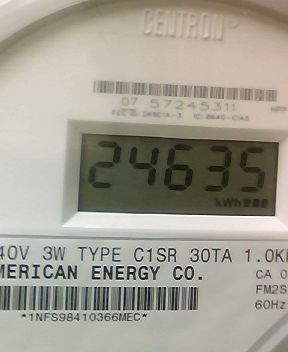 CENTRON
07 57245311
24635
kWh
40V 3W TYPE C1SR 30TA 1.0K
MERICAN ENERGY CO.
CA 0
FM2S
60Hz
*1NFS98410366MEC*